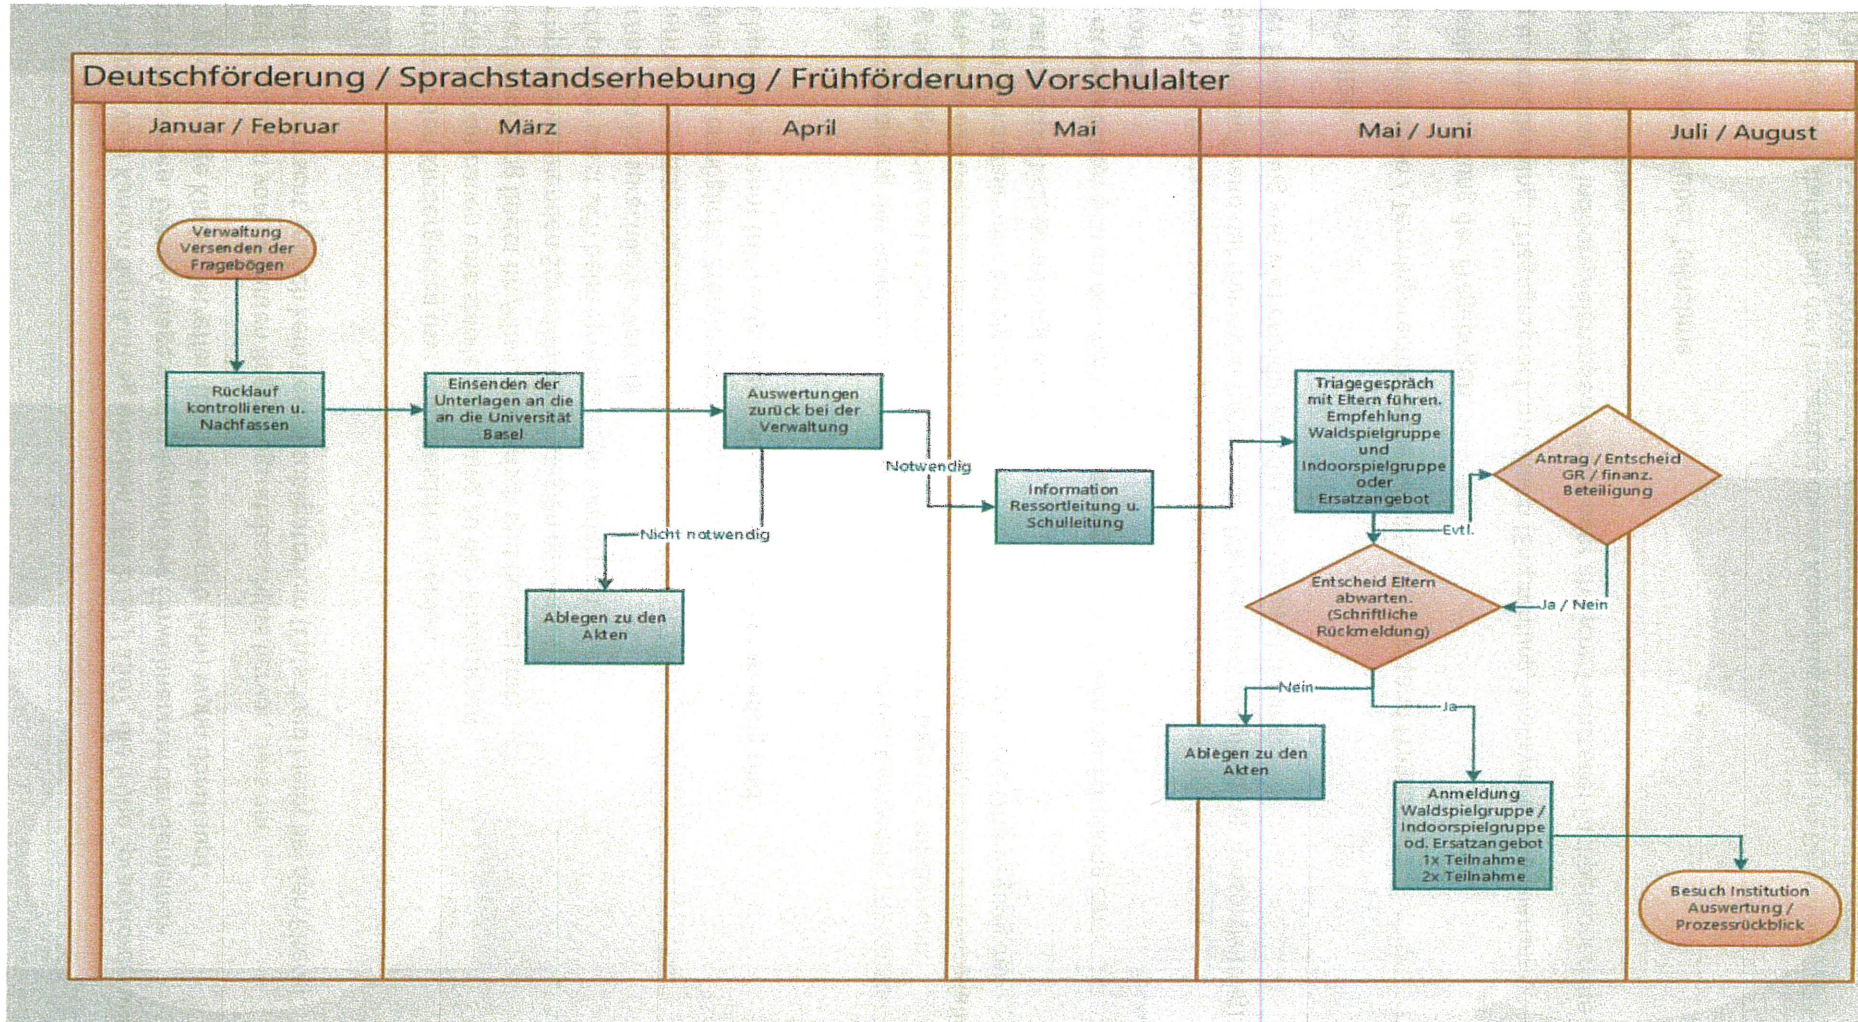 Deutschförderung / Sprachstandserhebung / Frühförderung Vorschulalter
Januar / Februar
März
April
Mai
Mai / Juni
Juli / August
Verwaltung
Versenden der
Fragebögen
Rücklauf
kontrollieren u.
Nachfassen
Einsenden der
Unterlagen an die
an die Universität
Basel
Auswertungen
zurück bei der
Verwaltung
Notwendig
Nicht notwendig
Ablegen zu den
Akten
Information
Ressortleitung u.
Schulleitung
Triagegespräch
mit Eltern führen.
Empfehlung
Waldspielgruppe
und
Indoorspielgruppe
oder
Ersatzangebot
Evtl.
Antrag / Entscheid
GR / finanz.
Beteiligung
Ja / Nein
Entscheid Eltern
abwarten.
(Schriftliche
Rückmeldung)
Nein
Ja
Ablegen zu den
Akten
Anmeldung
Waldspielgruppe /
Indoorspielgruppe
od. Ersatzangebot
1x Teilnahme
2x Teilnahme
Besuch Institution
Auswertung /
Prozessrückblick